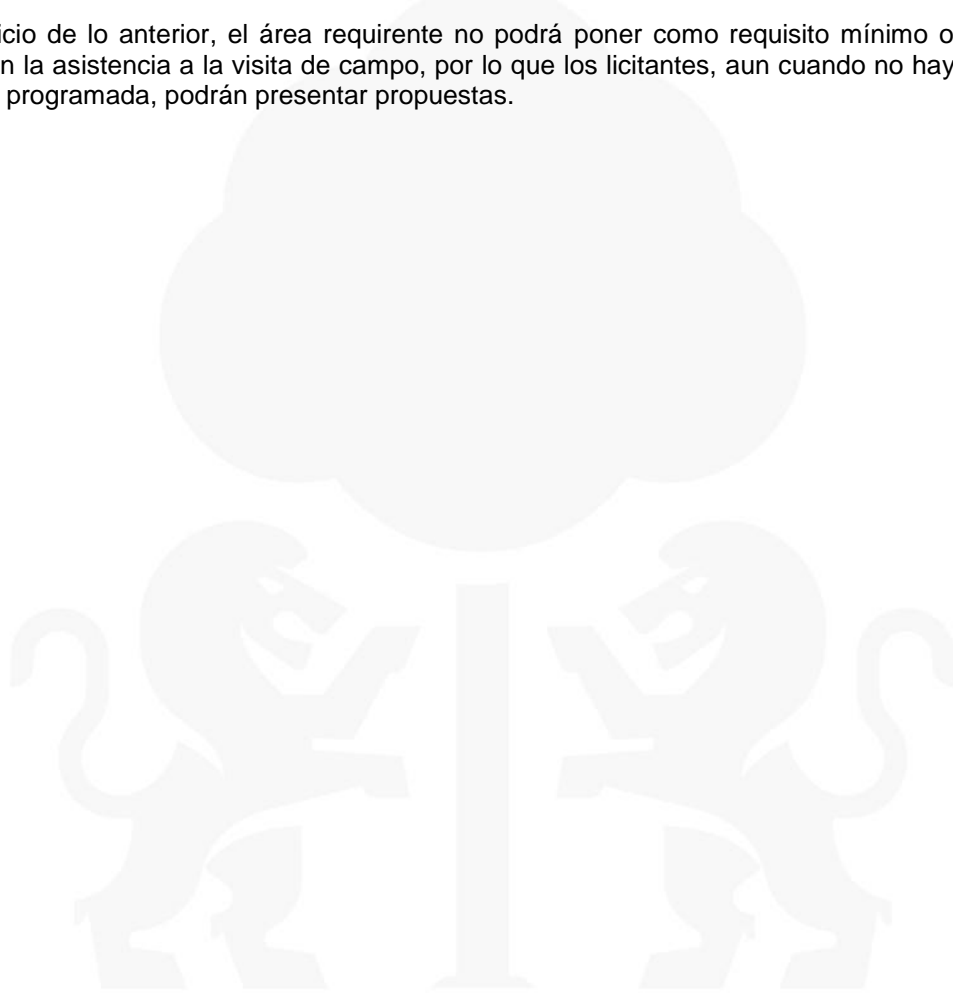 icio de lo anterior, el área requirente no podrá poner como requisito mínimo o
n la asistencia a la visita de campo, por lo que los licitantes, aun cuando no hay
programada, podrán presentar propuestas.